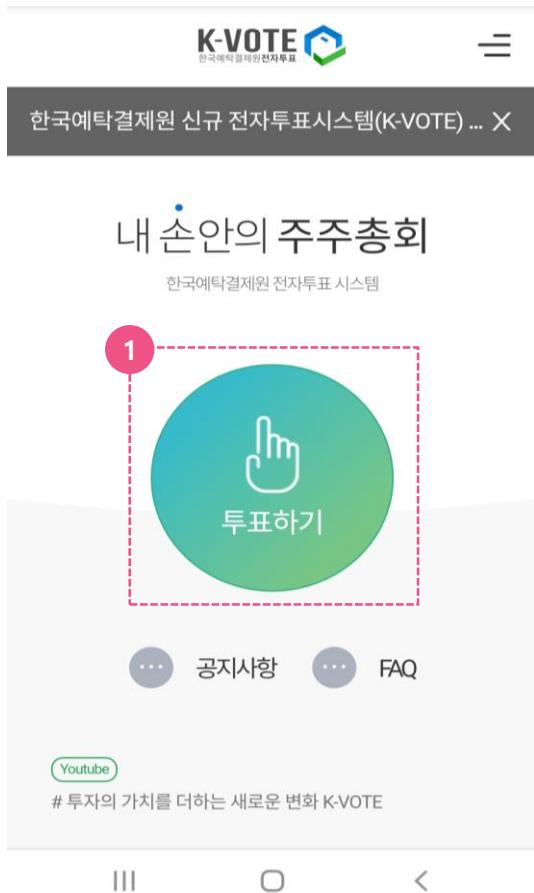 K-VOTE
한국예탁결제원전자투표
한국예탁결제원 신규 전자투표시스템(K-VOTE) ... X
내 손안의 주주총회
한국예탁결제원 전자투표 시스템
1
투표하기
공지사항
FAQ
Youtube
# 투자의 가치를 더하는 새로운 변화 K-VOTE